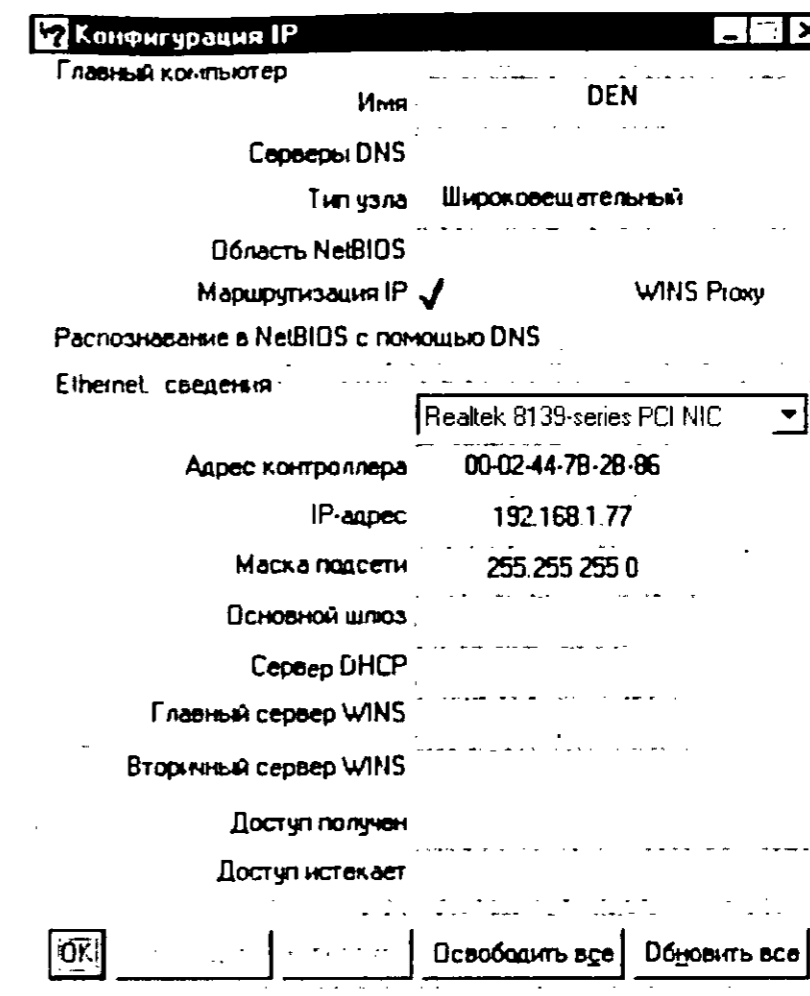 Конфигурация IP
Главный компьютер
Имя DEN
Серверы DNS
Тип узла Широковещательный
Область NetBIOS
Маршрутизация IP ✓ WINS Proxy
Распознавание в NetBIOS с помощью DNS
Ethernet сведения
Realtek 8139-series PCI NIC
Адрес контроллера 00-02-44-7B-2B-86
IP-адрес 192.168.1.77
Маска подсети 255.255 255 0
Основной шлюз
Сервер DHCP
Главный сервер WINS
Вторичный сервер WINS
Доступ получен
Доступ истекает
OK Освободить все Обновить все